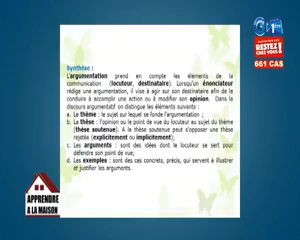 Synthèse :
L'argumentation prend en compte les éléments de la
communication (locuteur, destinataire). Lorsqu'un énonciateur
rédige une argumentation, il vise à agir sur son destinataire afin de le
conduire à accomplir une action ou à modifier son opinion. Dans le
discours argumentatif on distingue les éléments suivants :
a. Le thème : le sujet sur lequel se fonde l'argumentation ;
b. La thèse : l'opinion ou le point de vue du locuteur au sujet du thème
(thèse soutenue). A la thèse soutenue peut s'opposer une thèse
rejetée (explicitement ou implicitement);
c. Les arguments : sont des idées dont le locuteur se sert pour
défendre son point de vue;
d. Les exemples : sont des cas concrets, précis, qui servent à illustrer
et justifier les arguments.
RESTEZ
CHEZ VOUS !
661 CAS
APPRENDRE
A LA MAISON